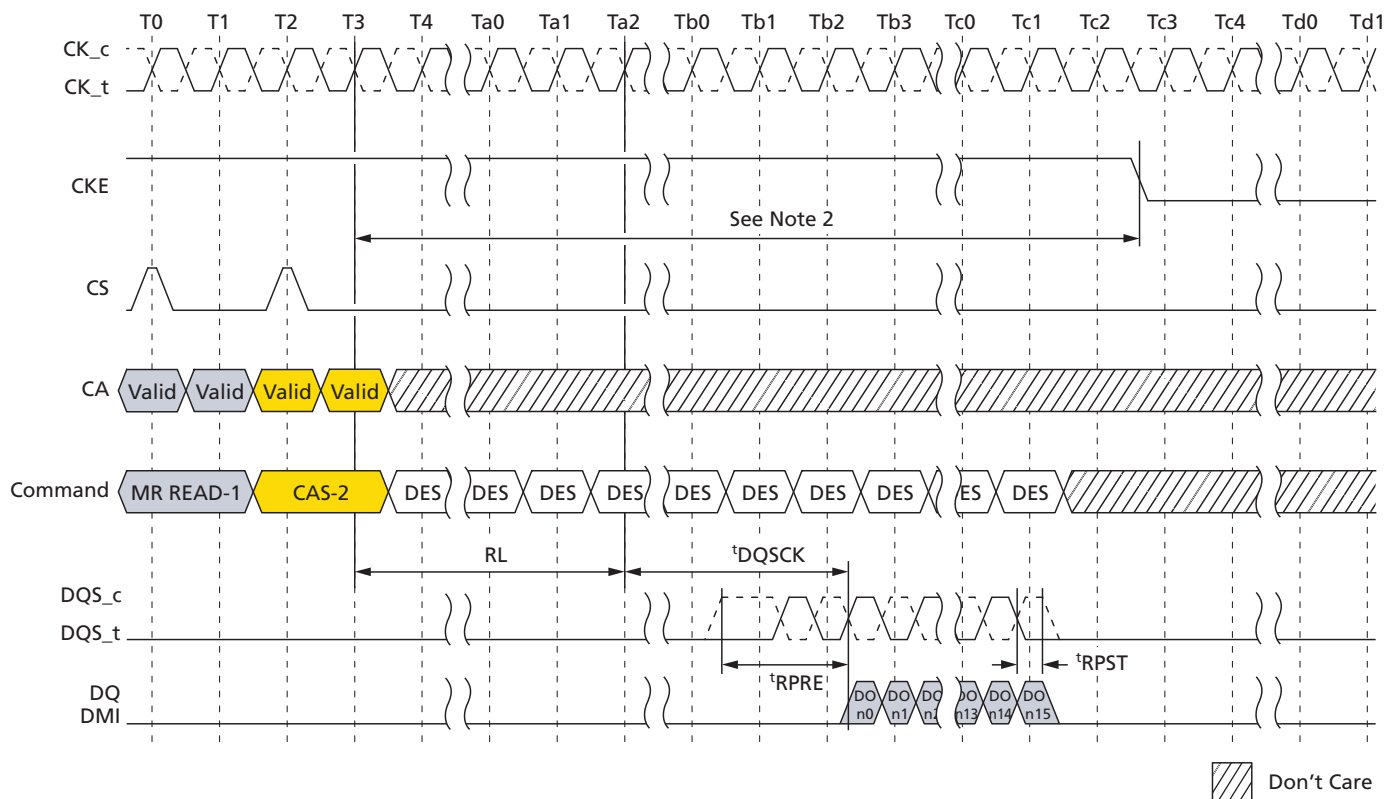 T0 T1 T2 T3 T4 Ta0 Ta1 Ta2 Tb0 Tb1 Tb2 Tb3 Tc0 Tc1 Tc2 Tc3 Tc4 Td0 Td1
CK_c
CK_t
CKE
See Note 2
CS
CA Valid Valid Valid Valid
Command MR READ-1 CAS-2 DES DES DES DES DES DES DES DES ES DES
RL tDQSCK
DQS_c
DQS_t
tRPRE tRPST
DQ
DMI
DO n0 DO n1 DO n2 DO n13 DO n14 DO n15
Don't Care